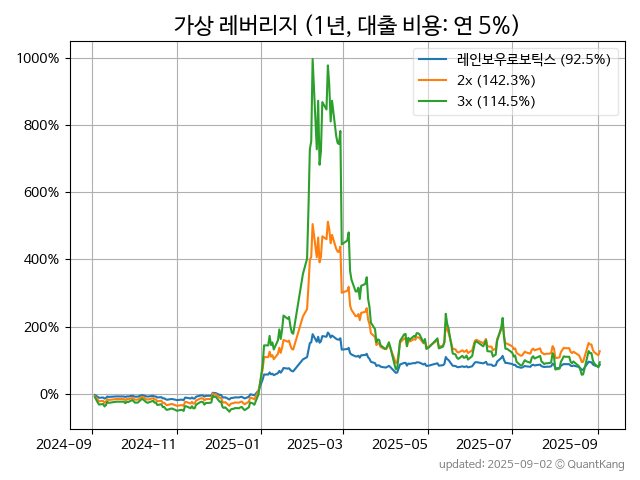 가상 레버리지 (1년, 대출 비용: 연 5%)
레인보우로보틱스 (92.5%)
2x (142.3%)
3x (114.5%)
1000%
800%
600%
400%
200%
0%
2024-09 2024-11 2025-01 2025-03 2025-05 2025-07 2025-09
updated: 2025-09-02 © QuantKang